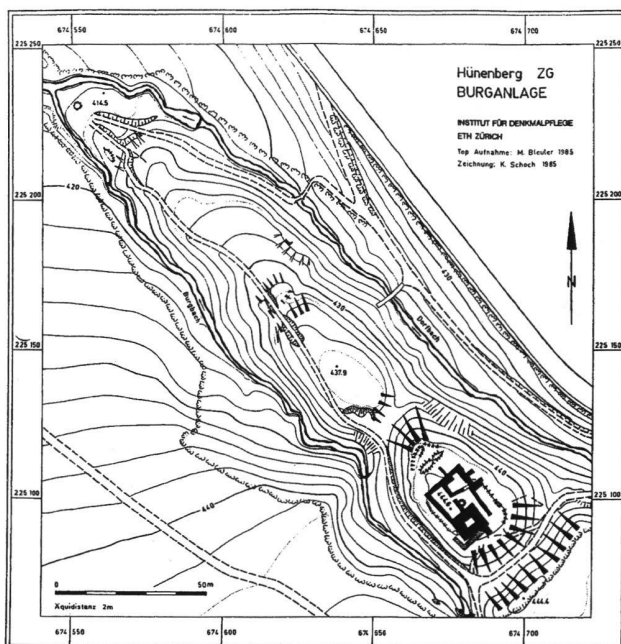 674 550
674 600
674 650
674 700
225 250
225 250
Hünenberg ZG
BURGANLAGE
INSTITUT FÜR DENKMALPFLEGE
ETH ZÜRICH
Top Aufnahme: M. Bleuler 1985
Zeichnung: K. Schoch 1985
414.5
420
225 200
225 200
N
430
Burgbach
430
Dorfbach
225 150
225 150
437.9
440
225 100
225 100
440
0
50m
Äquidistanz 2m
444.4
674 550
674 600
674 650
674 700